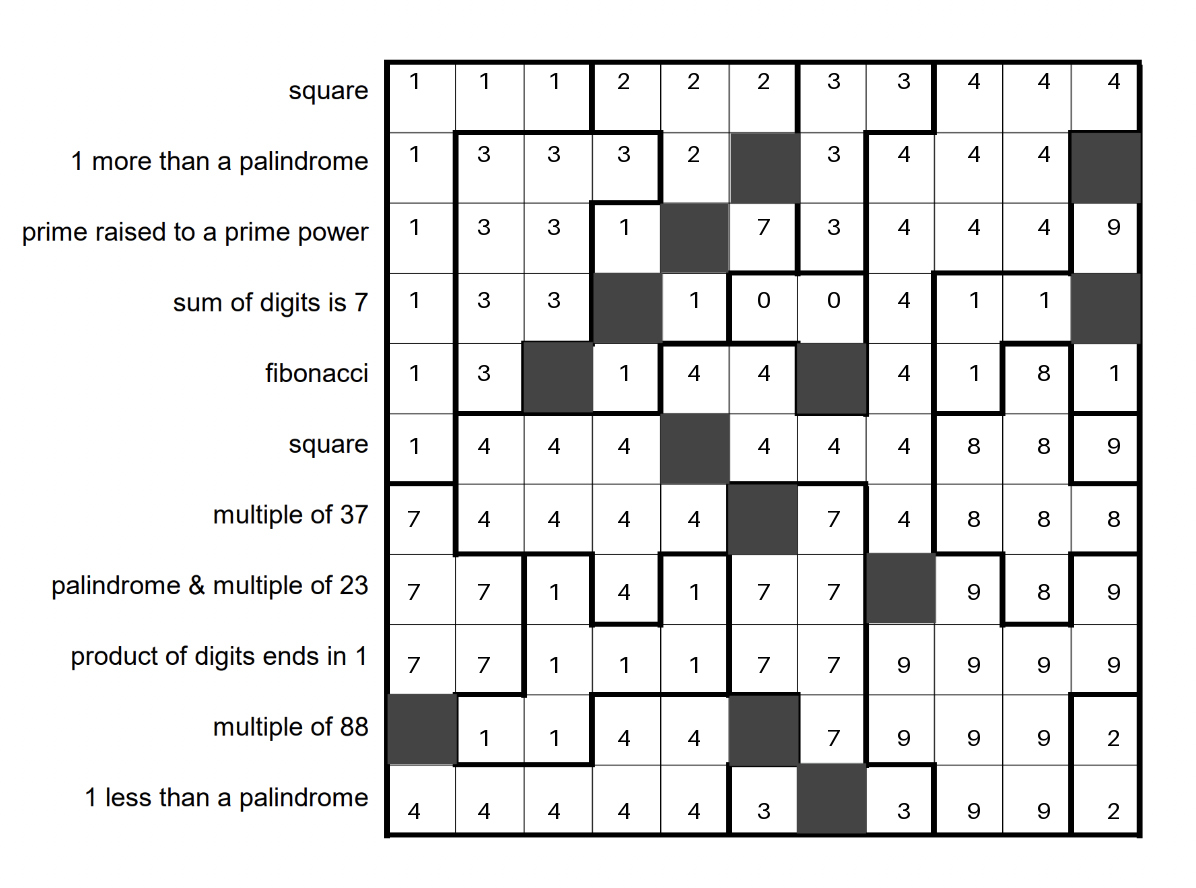 square 1 1 1 2 2 2 3 3 4 4 4
1 more than a palindrome 1 3 3 3 2 3 4 4 4
prime raised to a prime power 1 3 3 1 7 3 4 4 4 9
sum of digits is 7 1 3 3 1 0 0 4 1 1
fibonacci 1 3 1 4 4 4 1 8 1
square 1 4 4 4 4 4 4 8 8 9
multiple of 37 7 4 4 4 4 7 4 8 8 8
palindrome & multiple of 23 7 7 1 4 1 7 7 9 8 9
product of digits ends in 1 7 7 1 1 1 7 7 9 9 9 9
multiple of 88 1 1 4 4 7 9 9 9 2
1 less than a palindrome 4 4 4 4 4 3 3 9 9 2